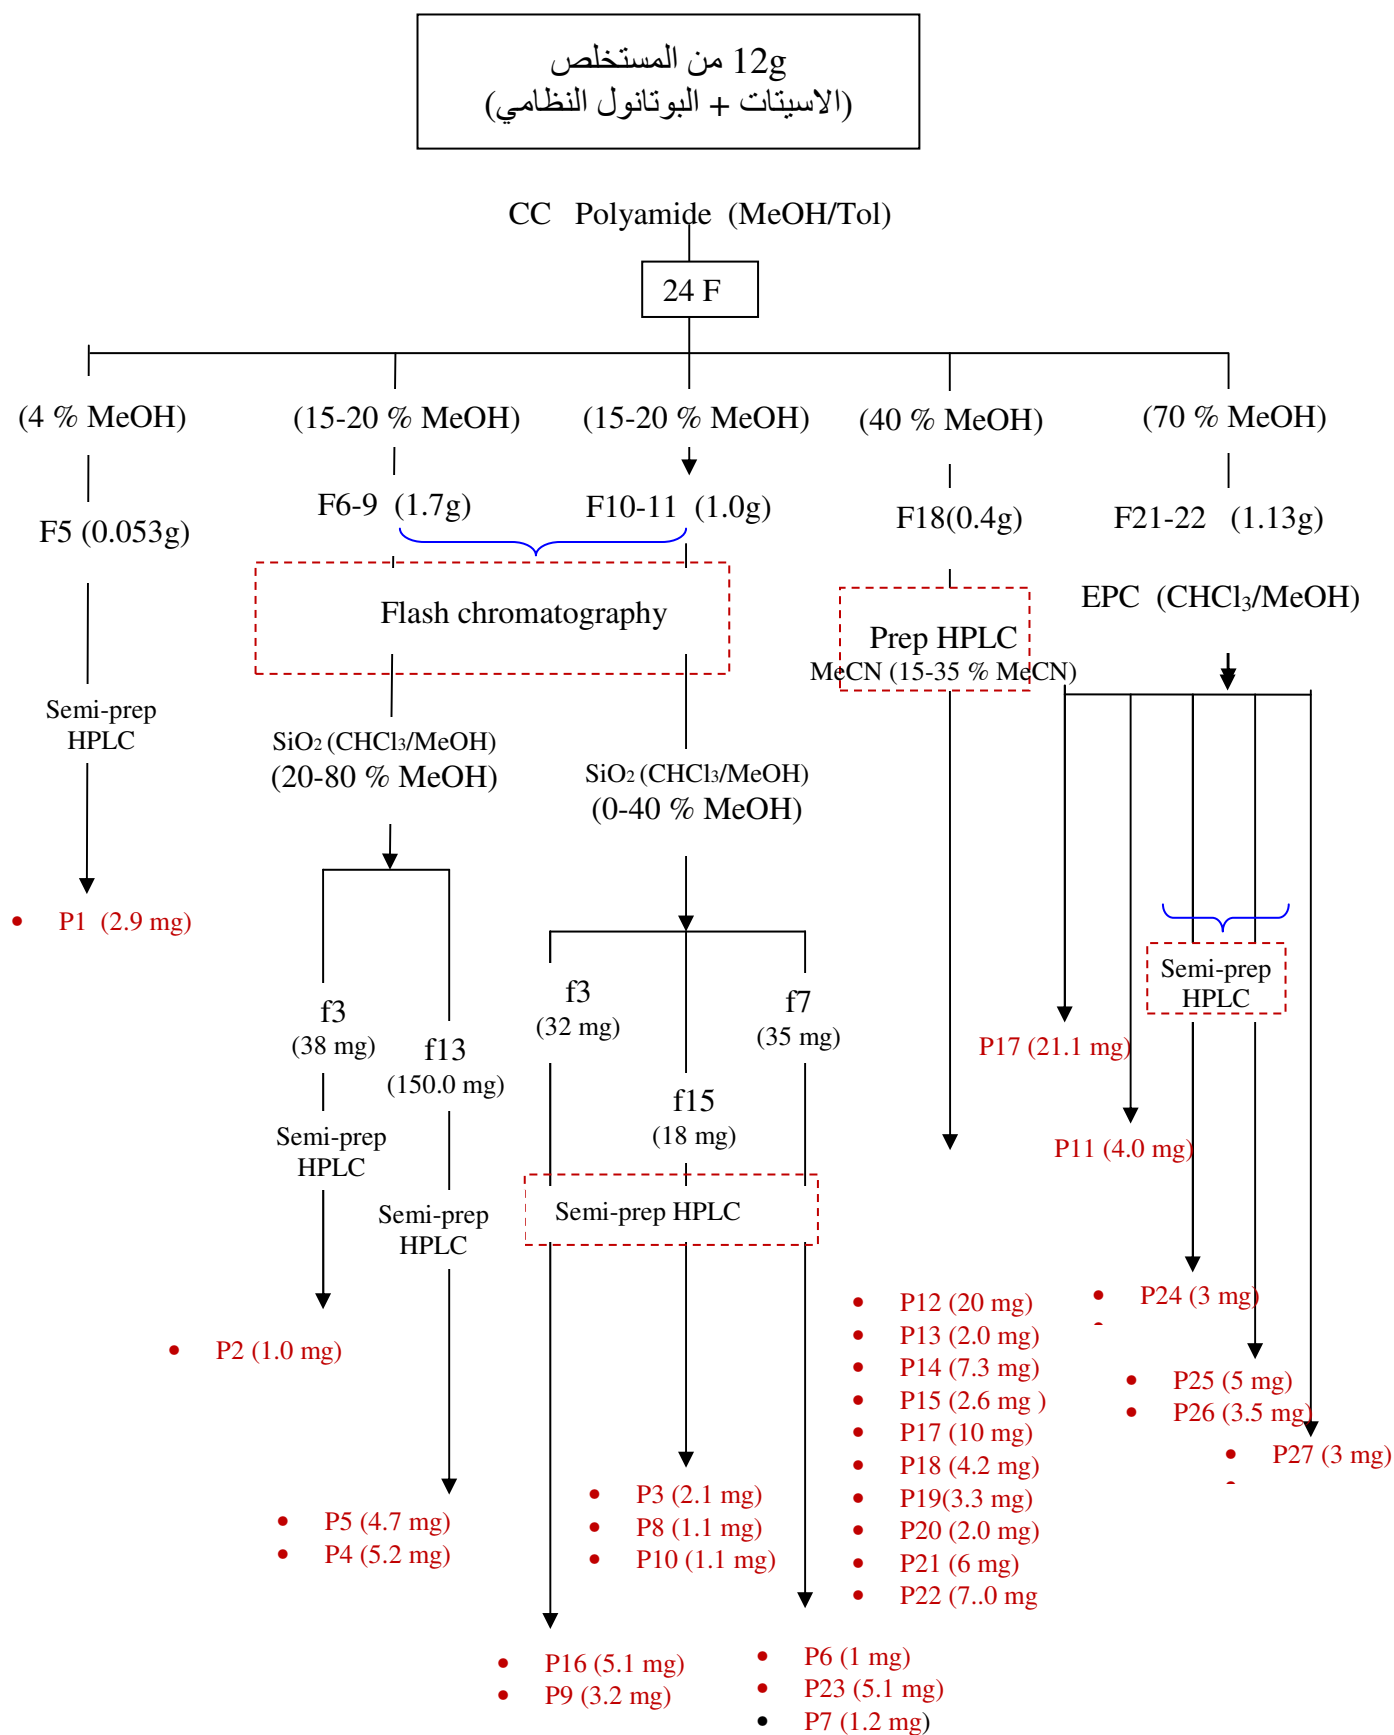 12g من المستخلص
(الاسيتات + البوتانول النظامي)
CC Polyamide (MeOH/Tol)
24 F
(4 % MeOH)
(15-20 % MeOH)
(15-20 % MeOH)
(40 % MeOH)
(70 % MeOH)
F5 (0.053g)
F6-9 (1.7g)
F10-11 (1.0g)
F18(0.4g)
F21-22 (1.13g)
Flash chromatography
Prep HPLC
MeCN (15-35 % MeCN)
EPC (CHCl₃/MeOH)
Semi-prep
HPLC
SiO₂ (CHCl₃/MeOH)
(20-80 % MeOH)
SiO₂ (CHCl₃/MeOH)
(0-40 % MeOH)
• P1 (2.9 mg)
f3
(38 mg)
f13
(150.0 mg)
f3
(32 mg)
f15
(18 mg)
f7
(35 mg)
Semi-prep
HPLC
P17 (21.1 mg)
P11 (4.0 mg)
Semi-prep
HPLC
Semi-prep
HPLC
Semi-prep HPLC
• P2 (1.0 mg)
• P5 (4.7 mg)
• P4 (5.2 mg)
• P3 (2.1 mg)
• P8 (1.1 mg)
• P10 (1.1 mg)
• P16 (5.1 mg)
• P9 (3.2 mg)
• P6 (1 mg)
• P23 (5.1 mg)
• P7 (1.2 mg)
• P12 (20 mg)
• P13 (2.0 mg)
• P14 (7.3 mg)
• P15 (2.6 mg )
• P17 (10 mg)
• P18 (4.2 mg)
• P19(3.3 mg)
• P20 (2.0 mg)
• P21 (6 mg)
• P22 (7..0 mg
• P24 (3 mg)
• P25 (5 mg)
• P26 (3.5 mg)
• P27 (3 mg)